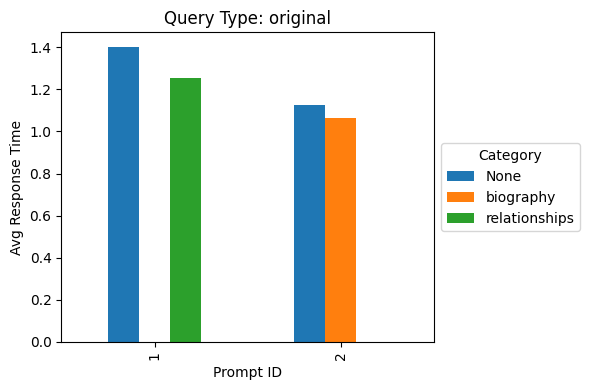 Query Type: original
Avg Response Time
1.4
1.2
1.0
0.8
0.6
0.4
0.2
0.0
1
2
Prompt ID
Category
None
biography
relationships